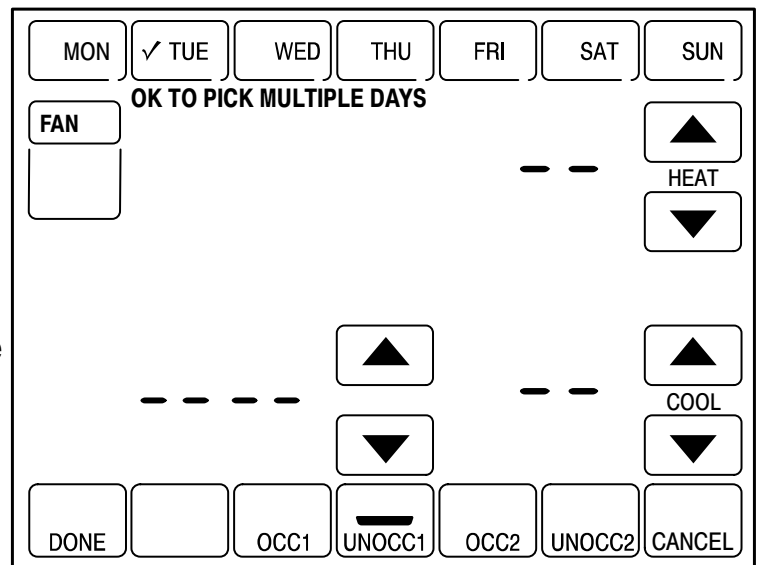 MON ✓ TUE WED THU FRI SAT SUN
OK TO PICK MULTIPLE DAYS
FAN
– –
HEAT
– – – –
– –
COOL
DONE OCC1 UNOCC1 OCC2 UNOCC2 CANCEL